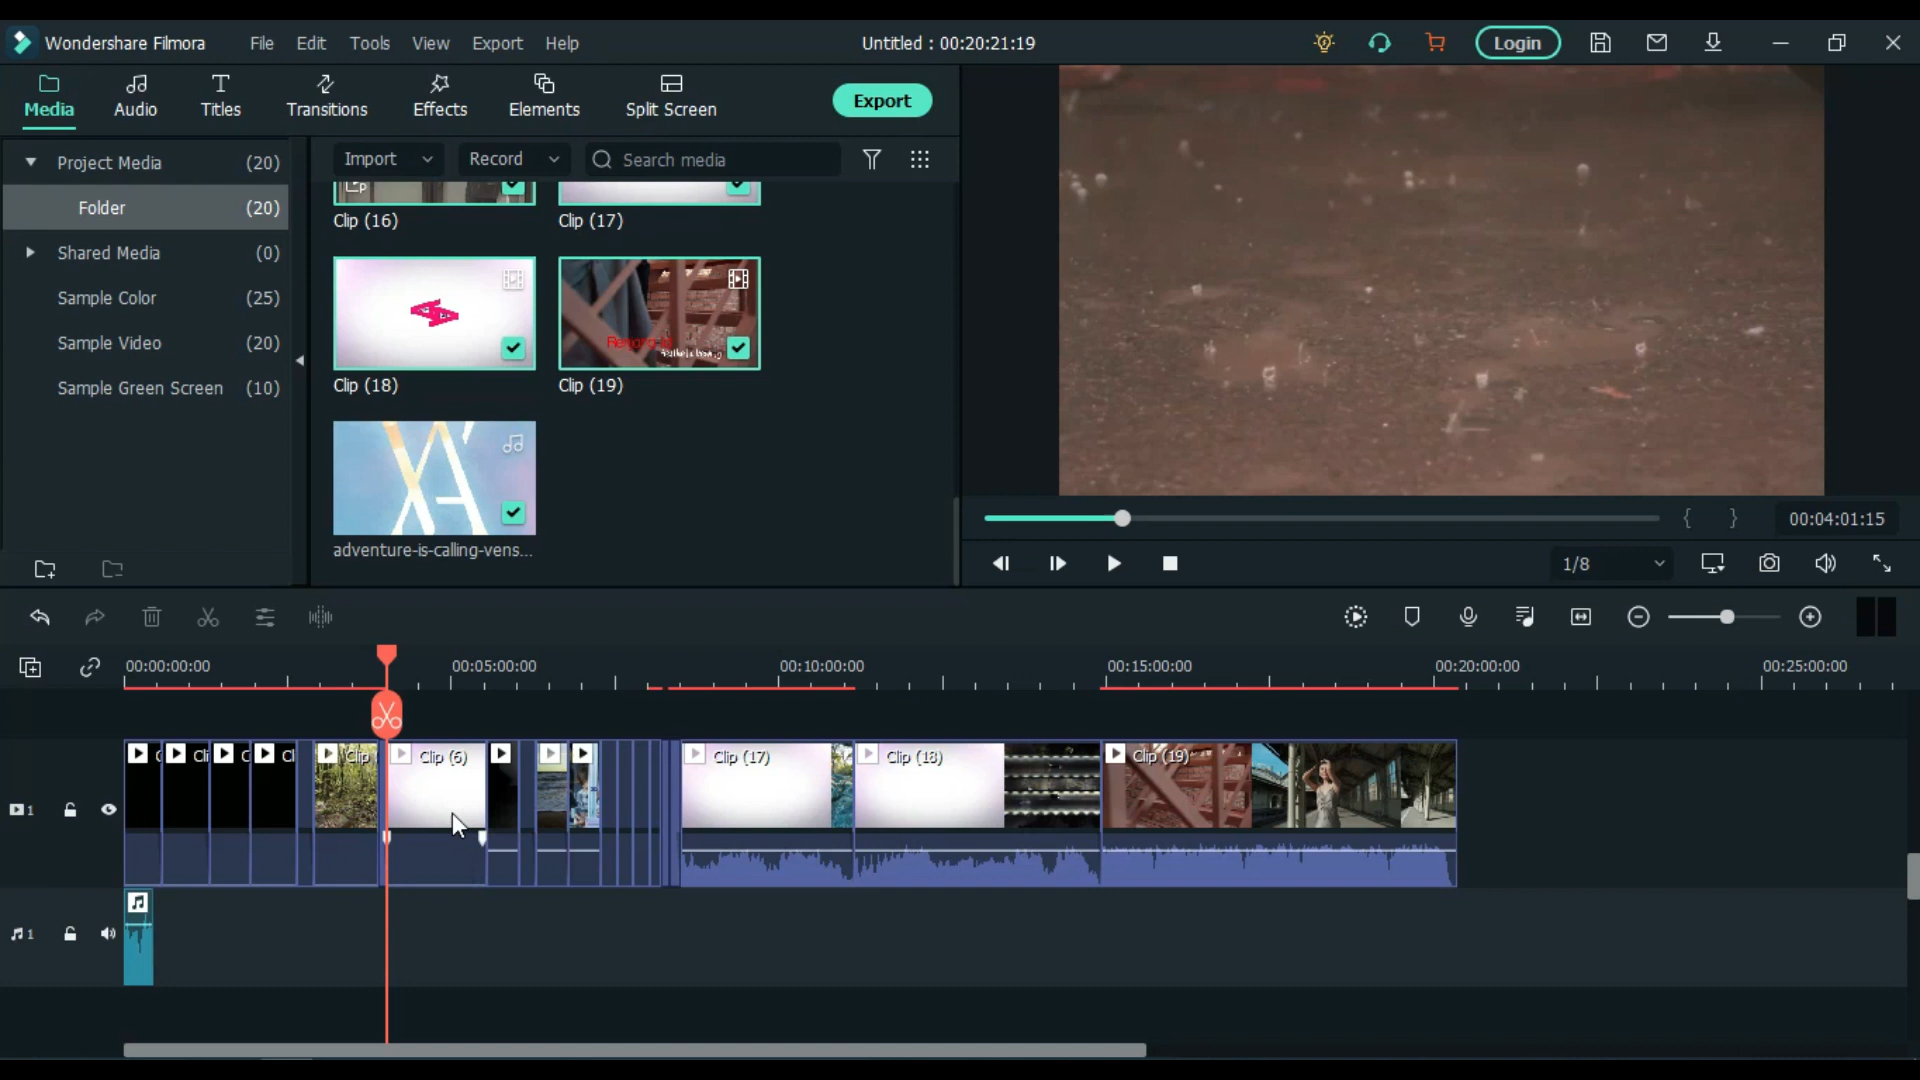 Wondershare Filmora
File
Edit
Tools
View
Export
Help
Untitled : 00:20:21:19
Login
Media
Audio
Titles
Transitions
Effects
Elements
Split Screen
Export
Project Media (20)
Folder (20)
Shared Media (0)
Sample Color (25)
Sample Video (20)
Sample Green Screen (10)
Import
Record
Search media
Clip (16)
Clip (17)
Clip (18)
Clip (19)
adventure-is-calling-vens...
00:04:01:15
1/8
00:00:00:00
00:05:00:00
00:10:00:00
00:15:00:00
00:20:00:00
00:25:00:00
Clip
Clip (6)
Clip (17)
Clip (18)
Clip (19)
1
1